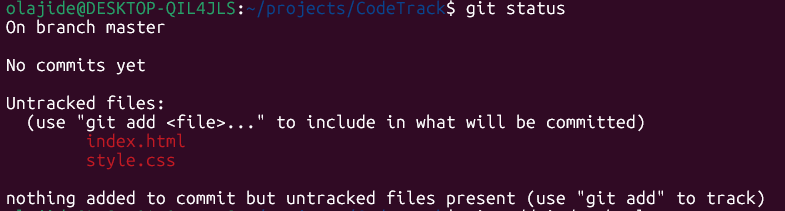 olajide@DESKTOP-QIL4JLS:~/projects/CodeTrack$ git status
On branch master
No commits yet
Untracked files:
(use "git add <file>..." to include in what will be committed)
index.html
style.css
nothing added to commit but untracked files present (use "git add" to track)